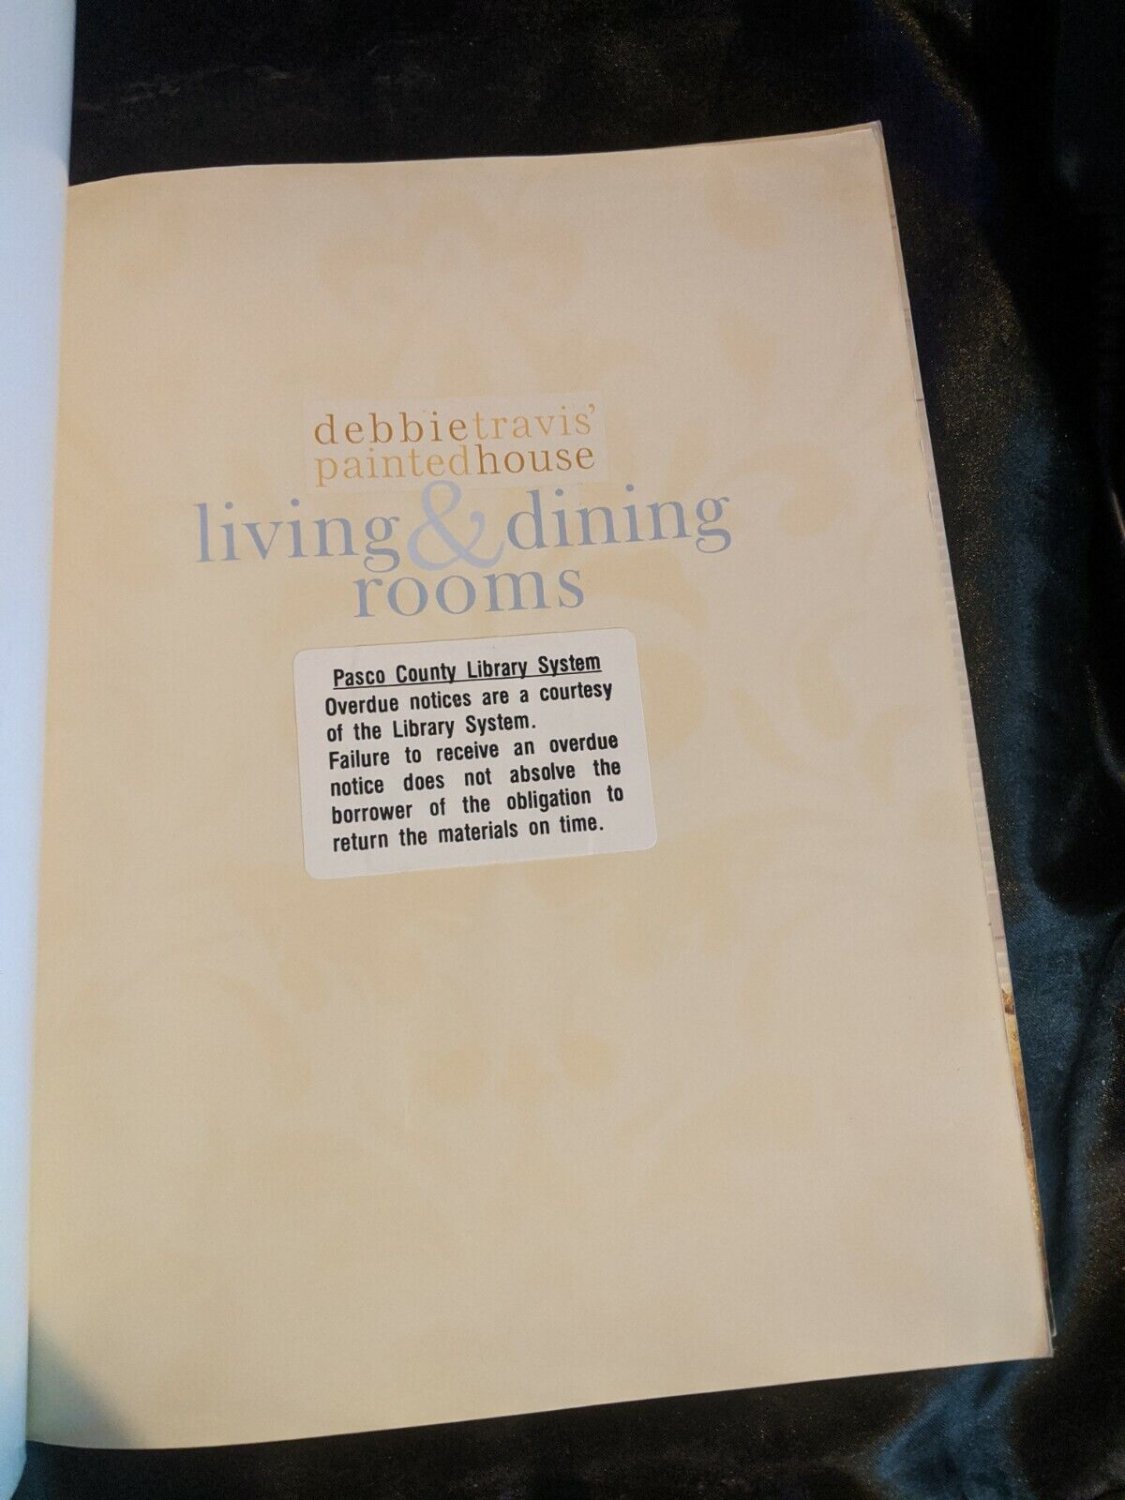 debbietravis’
paintedhouse
living&dining
rooms
Pasco County Library System
Overdue notices are a courtesy
of the Library System.
Failure to receive an overdue
notice does not absolve the
borrower of the obligation to
return the materials on time.